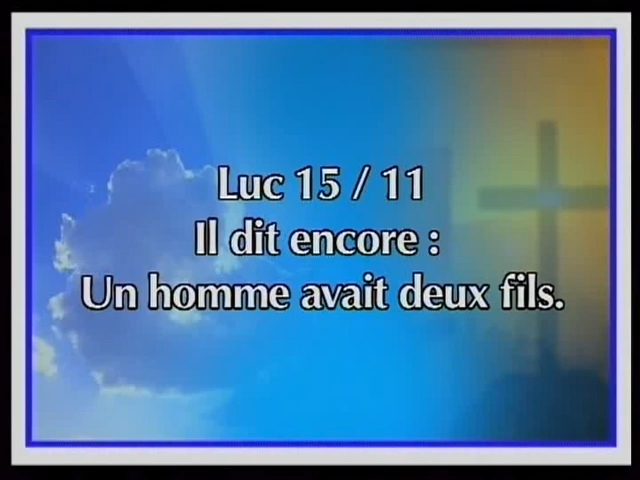 Luc 15 / 11
Il dit encore :
Un homme avait deux fils.